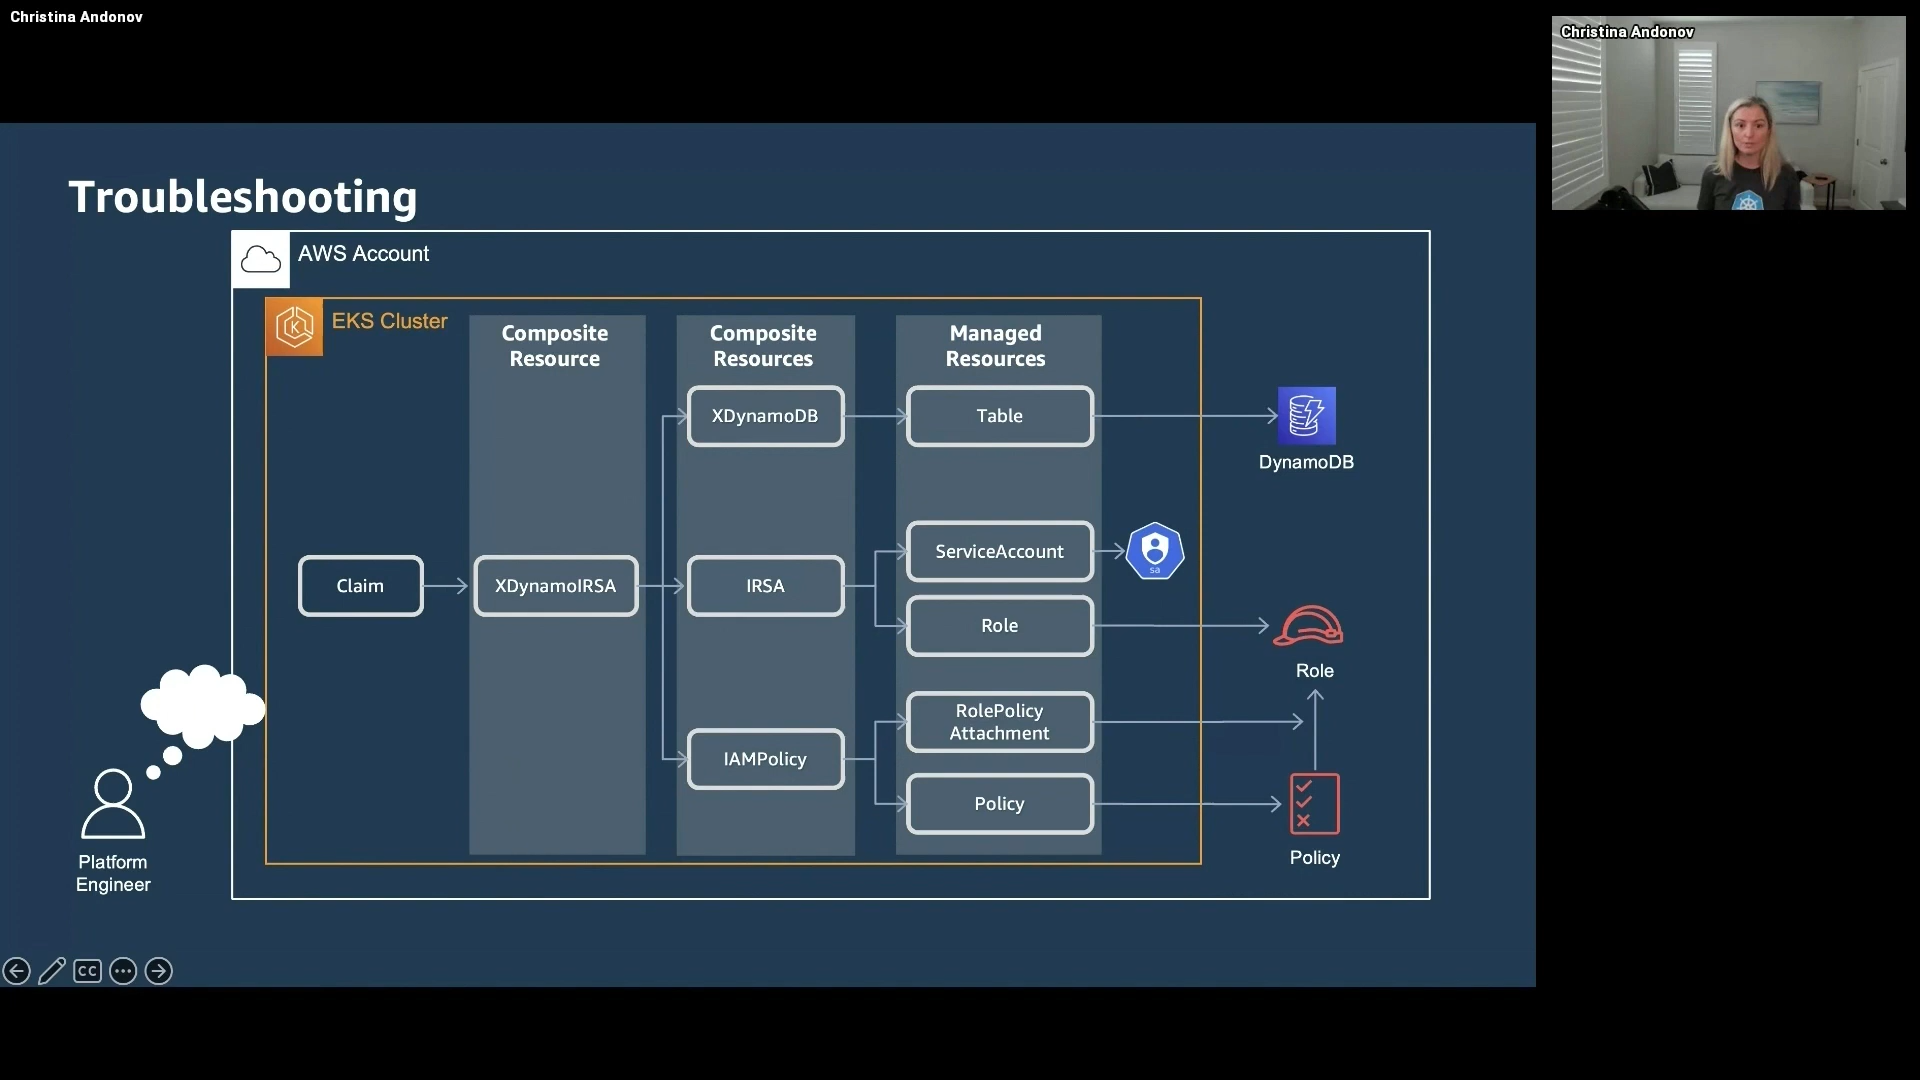 Christina Andonov
Christina Andonov
Troubleshooting
AWS Account
EKS Cluster
Composite
Resource
Composite
Resources
Managed
Resources
XDynamoDB
Table
DynamoDB
ServiceAccount
sa
Claim
XDynamoIRSA
IRSA
Role
Role
RolePolicy
Attachment
IAMPolicy
Policy
Policy
Platform
Engineer
CC